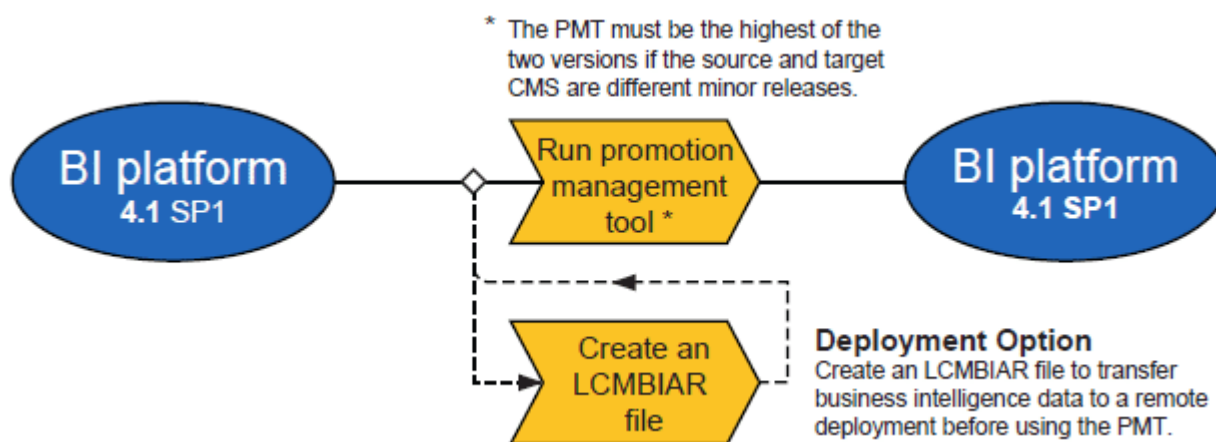 * The PMT must be the highest of the
two versions if the source and target
CMS are different minor releases.
BI platform
4.1 SP1
Run promotion
management
tool *
BI platform
4.1 SP1
Create an
LCMBIAR
file
Deployment Option
Create an LCMBIAR file to transfer
business intelligence data to a remote
deployment before using the PMT.